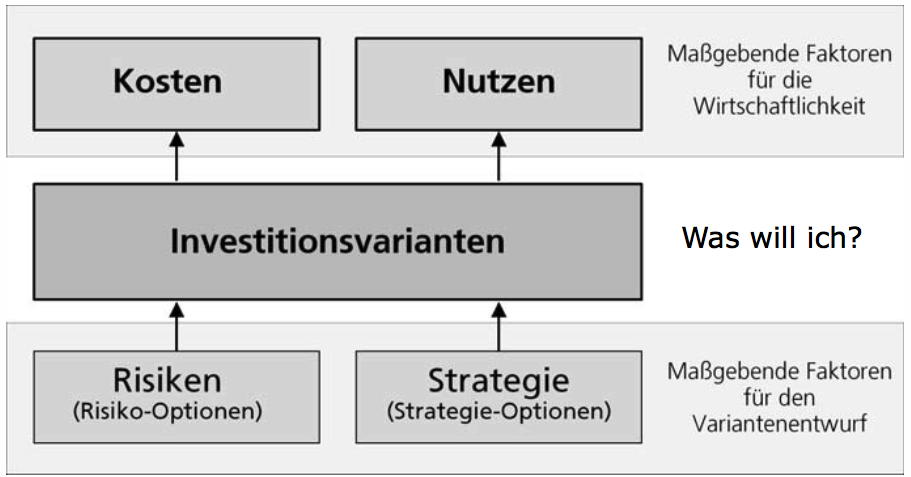 Kosten
Nutzen
Maßgebende Faktoren
für die
Wirtschaftlichkeit
Investitionsvarianten
Was will ich?
Risiken
(Risiko-Optionen)
Strategie
(Strategie-Optionen)
Maßgebende Faktoren
für den
Variantenentwurf